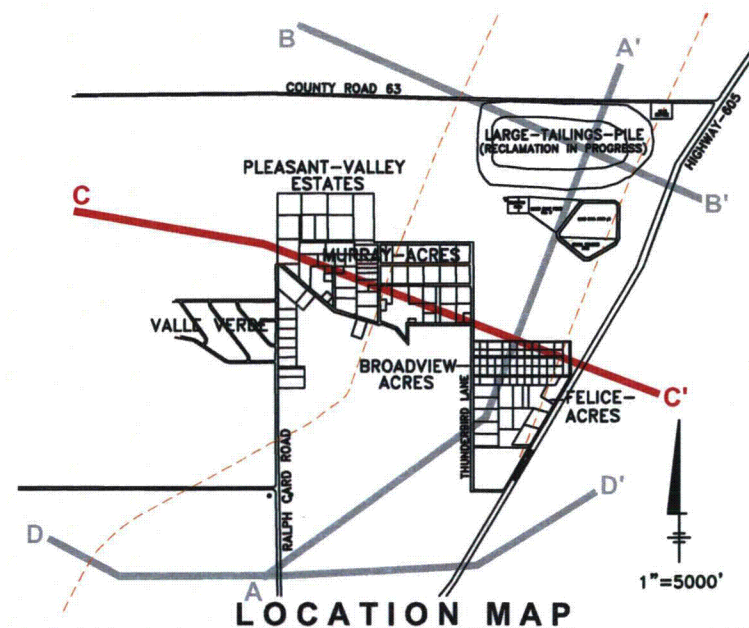 B
A'
COUNTY ROAD 63
LARGE-TAILINGS-PILE
(RECLAMATION IN PROGRESS)
HIGHWAY-605
PLEASANT-VALLEY
ESTATES
C
B'
MURRAY-ACRES
VALLE VERDE
BROADVIEW
ACRES
THUNDERBIRD LANE
FELICE-
ACRES
C'
RALPH CARD ROAD
D
D'
A
1"=5000'
LOCATION MAP